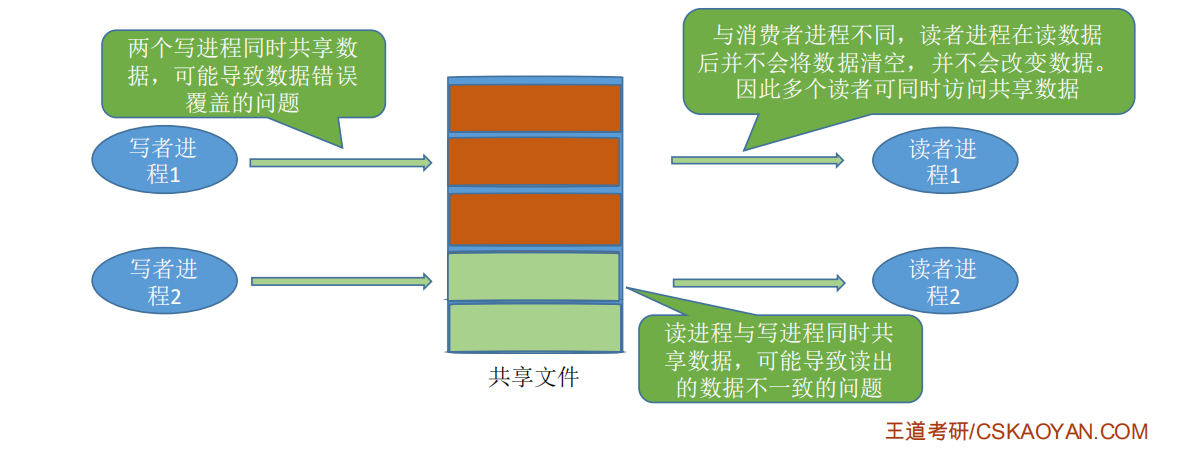 两个写进程同时共享数
据，可能导致数据错误
覆盖的问题
与消费者进程不同，读者进程在读数据
后并不会将数据清空，并不会改变数据。
因此多个读者可同时访问共享数据
写者进
程1
读者进
程1
写者进
程2
读者进
程2
读进程与写进程同时共
享数据，可能导致读出
的数据不一致的问题
共享文件
王道考研/CSKAOYAN.COM